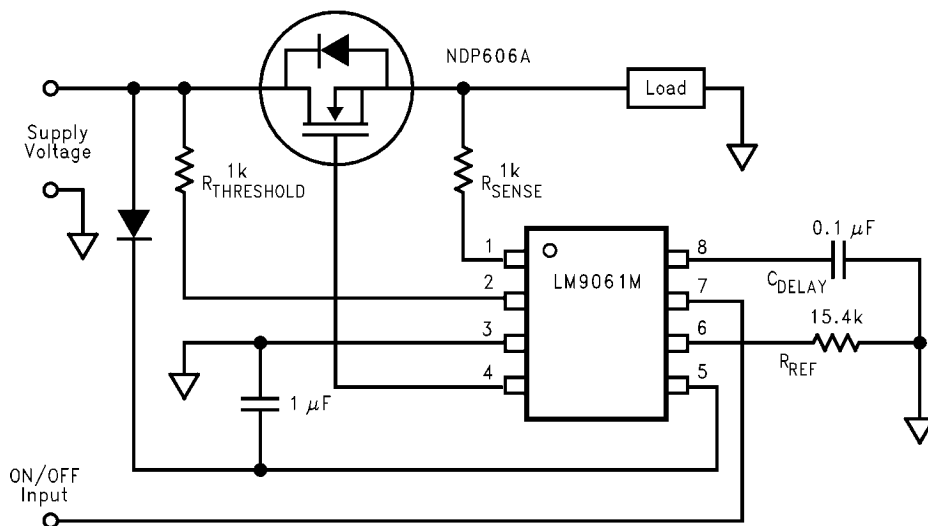 NDP606A
Load
Supply
Voltage
1k
RTHRESHOLD
1k
RSENSE
0.1 μF
1
8
LM9061M
CDELAY
2
7
15.4k
3
6
RREF
4
5
1 μF
ON/OFF
Input